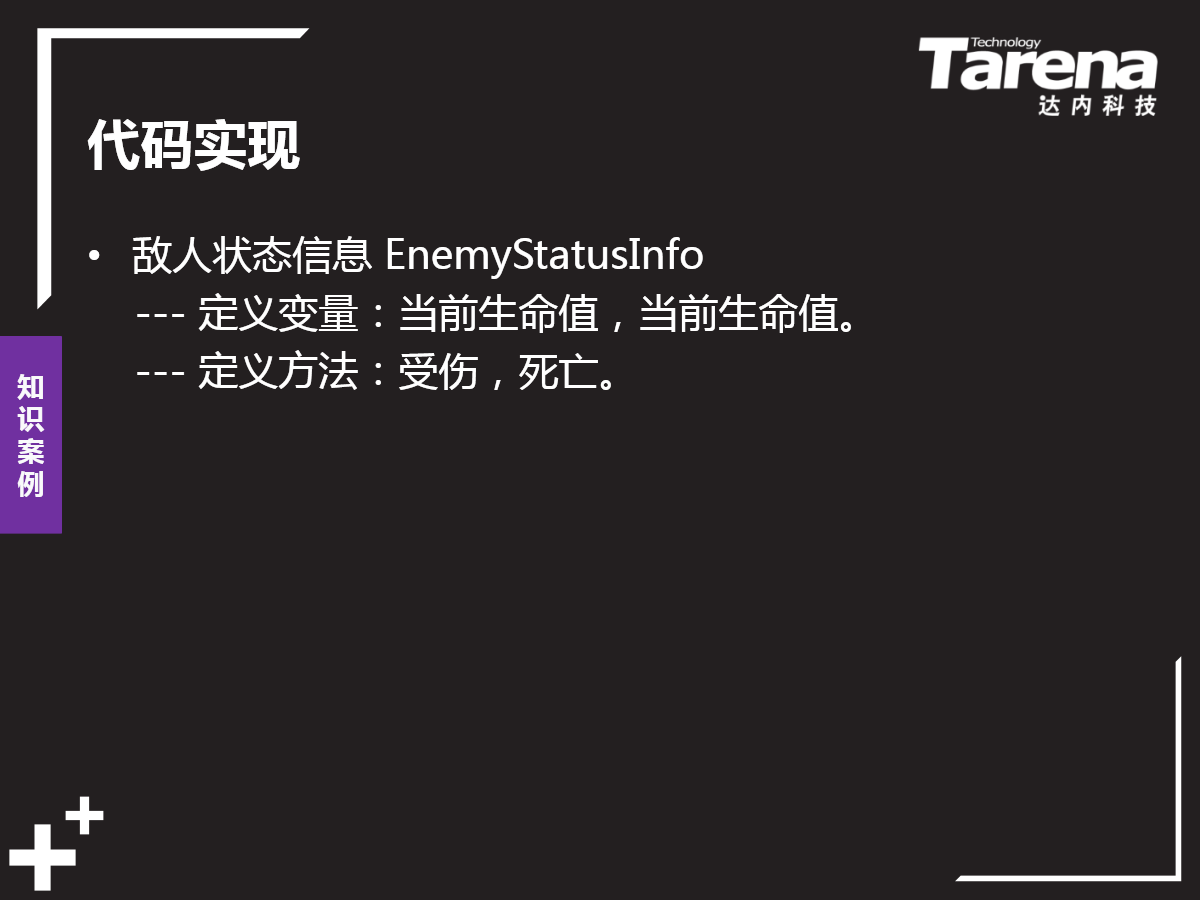 Technology
Tarena
达内科技
代码实现
• 敌人状态信息 EnemyStatusInfo
--- 定义变量：当前生命值，当前生命值。
--- 定义方法：受伤，死亡。
知识案例